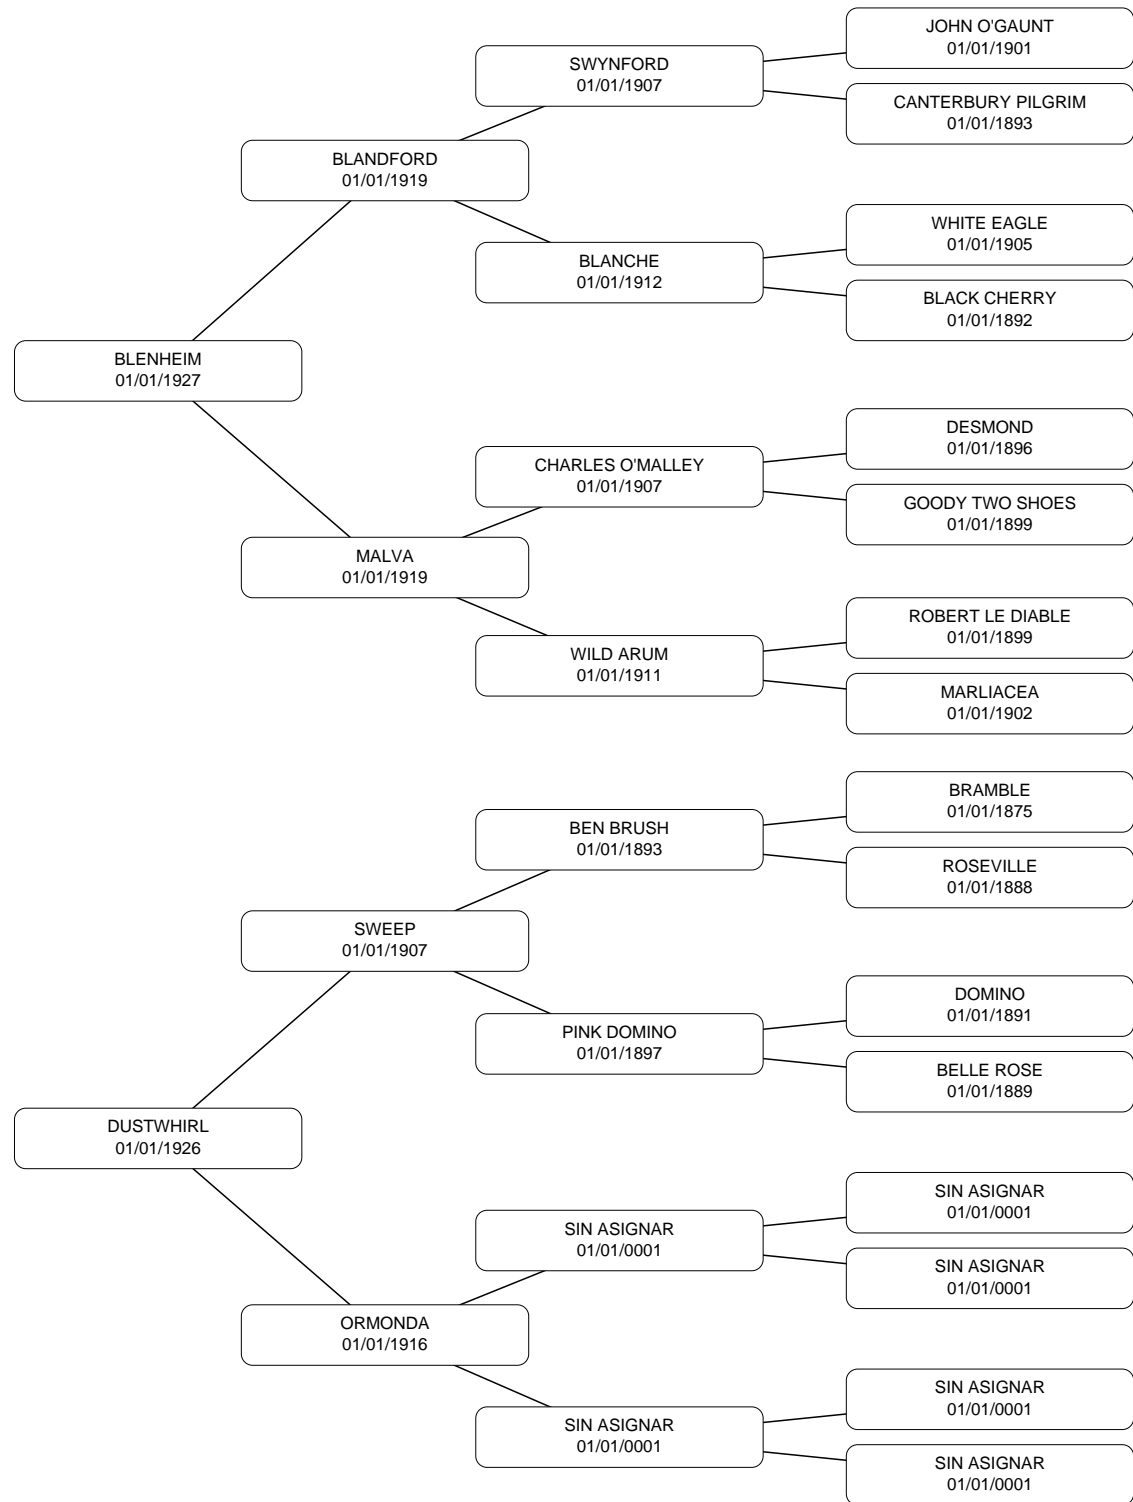 JOHN O'GAUNT
01/01/1901
SWYNFORD
01/01/1907
CANTERBURY PILGRIM
01/01/1893
BLANDFORD
01/01/1919
WHITE EAGLE
01/01/1905
BLANCHE
01/01/1912
BLACK CHERRY
01/01/1892
BLENHEIM
01/01/1927
DESMOND
01/01/1896
CHARLES O'MALLEY
01/01/1907
GOODY TWO SHOES
01/01/1899
MALVA
01/01/1919
ROBERT LE DIABLE
01/01/1899
WILD ARUM
01/01/1911
MARLIACEA
01/01/1902
BRAMBLE
01/01/1875
BEN BRUSH
01/01/1893
ROSEVILLE
01/01/1888
SWEEP
01/01/1907
DOMINO
01/01/1891
PINK DOMINO
01/01/1897
BELLE ROSE
01/01/1889
DUSTWHIRL
01/01/1926
SIN ASIGNAR
01/01/0001
SIN ASIGNAR
01/01/0001
SIN ASIGNAR
01/01/0001
ORMONDA
01/01/1916
SIN ASIGNAR
01/01/0001
SIN ASIGNAR
01/01/0001
SIN ASIGNAR
01/01/0001